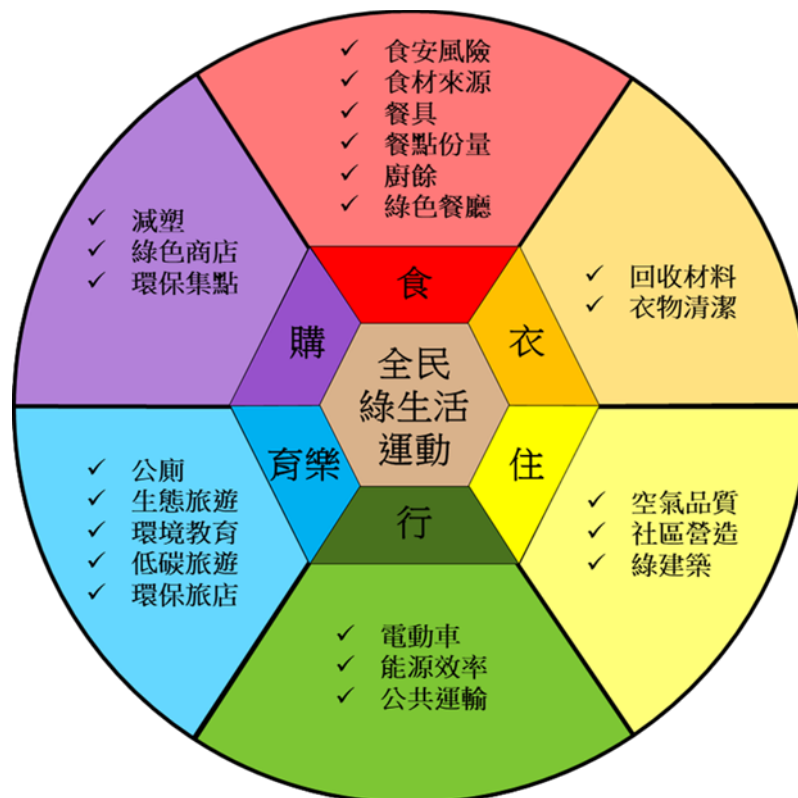 食安風險
食材來源
餐具
餐點份量
廚餘
綠色餐廳
減塑
綠色商店
環保集點
回收材料
衣物清潔
食
購
衣
全民
綠生活
運動
育樂
住
行
公廁
生態旅遊
環境教育
低碳旅遊
環保旅店
空氣品質
社區營造
綠建築
電動車
能源效率
公共運輸